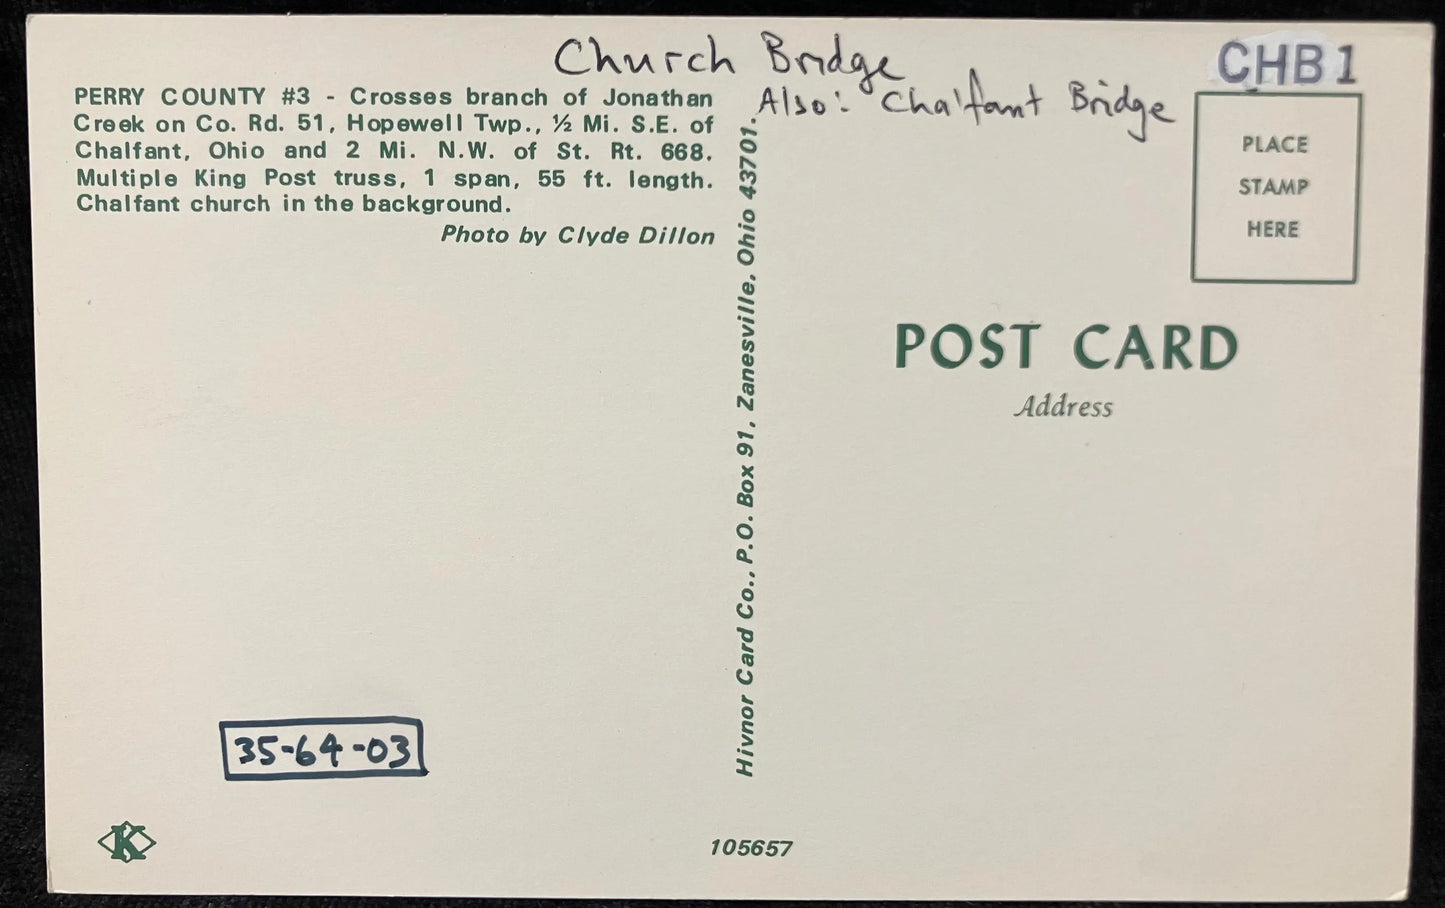 Church Bridge
Also: Chalfant Bridge
CHB1
PERRY COUNTY #3 - Crosses branch of Jonathan
Creek on Co. Rd. 51, Hopewell Twp., ½ Mi. S.E. of
Chalfant, Ohio and 2 Mi. N.W. of St. Rt. 668.
Multiple King Post truss, 1 span, 55 ft. length.
Chalfant church in the background.
Photo by Clyde Dillon
Hivnor Card Co., P.O. Box 91, Zanesville, Ohio 43701.
PLACE
STAMP
HERE
POST CARD
Address
35-64-03
K
105657